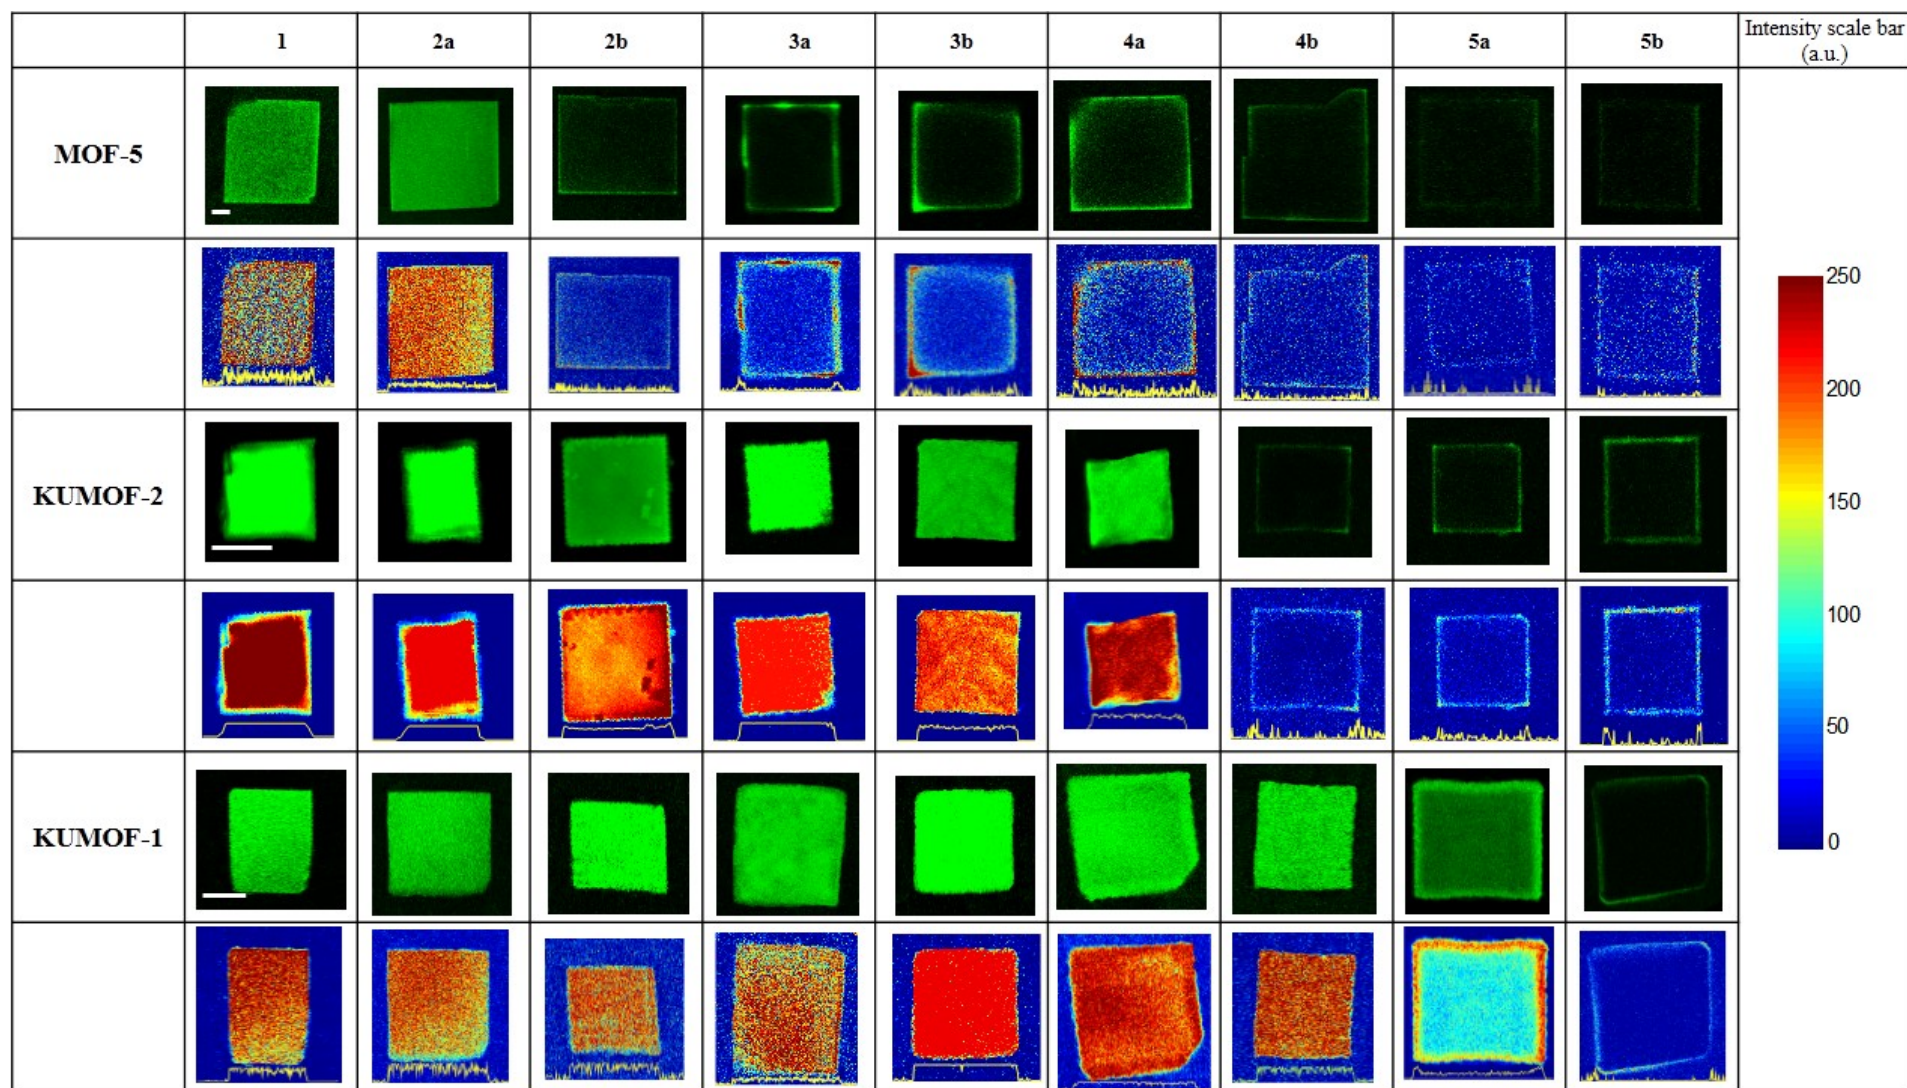 1 2a 2b 3a 3b 4a 4b 5a 5b Intensity scale bar
(a.u.)
MOF-5
250
200
KUMOF-2
150
100
50
KUMOF-1
0